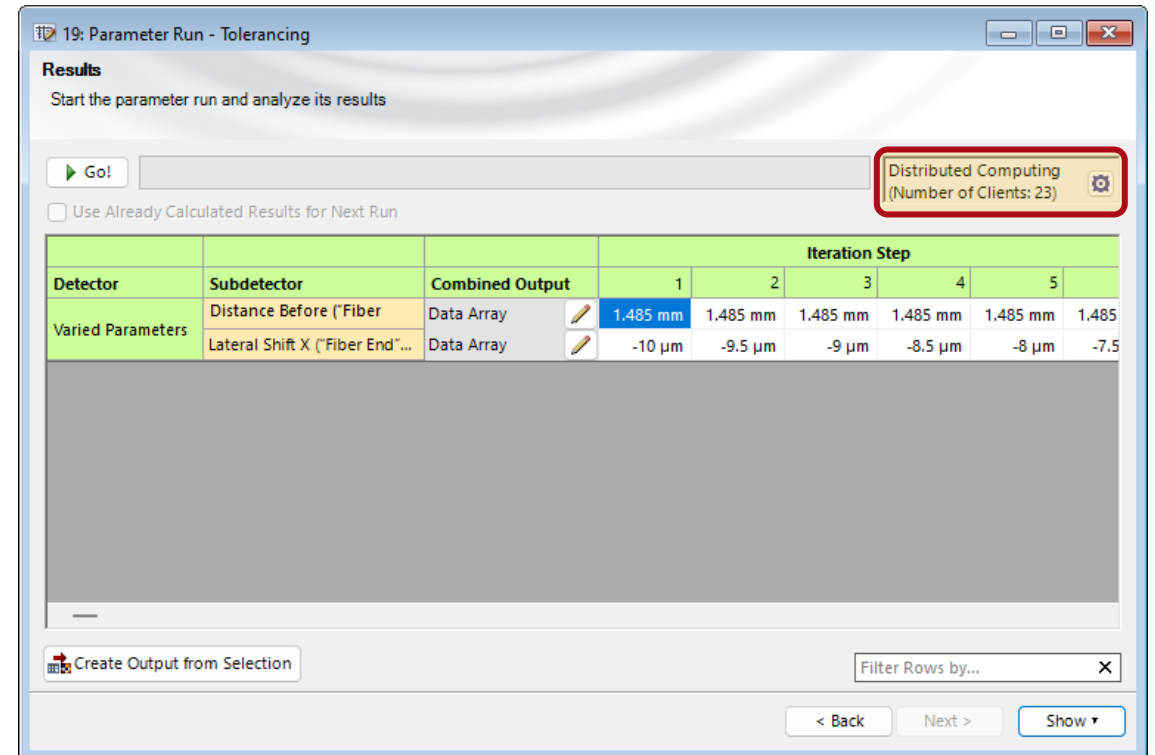 19: Parameter Run - Tolerancing
Results
Start the parameter run and analyze its results
Go!
Distributed Computing
(Number of Clients: 23)
Use Already Calculated Results for Next Run
Iteration Step
Detector Subdetector Combined Output 1 2 3 4 5
Varied Parameters
Distance Before ("Fiber Data Array 1.485 mm 1.485 mm 1.485 mm 1.485 mm 1.485 mm 1.485
Lateral Shift X ("Fiber End"... Data Array -10 µm -9.5 µm -9 µm -8.5 µm -8 µm -7.5
Create Output from Selection
Filter Rows by...
< Back Next > Show